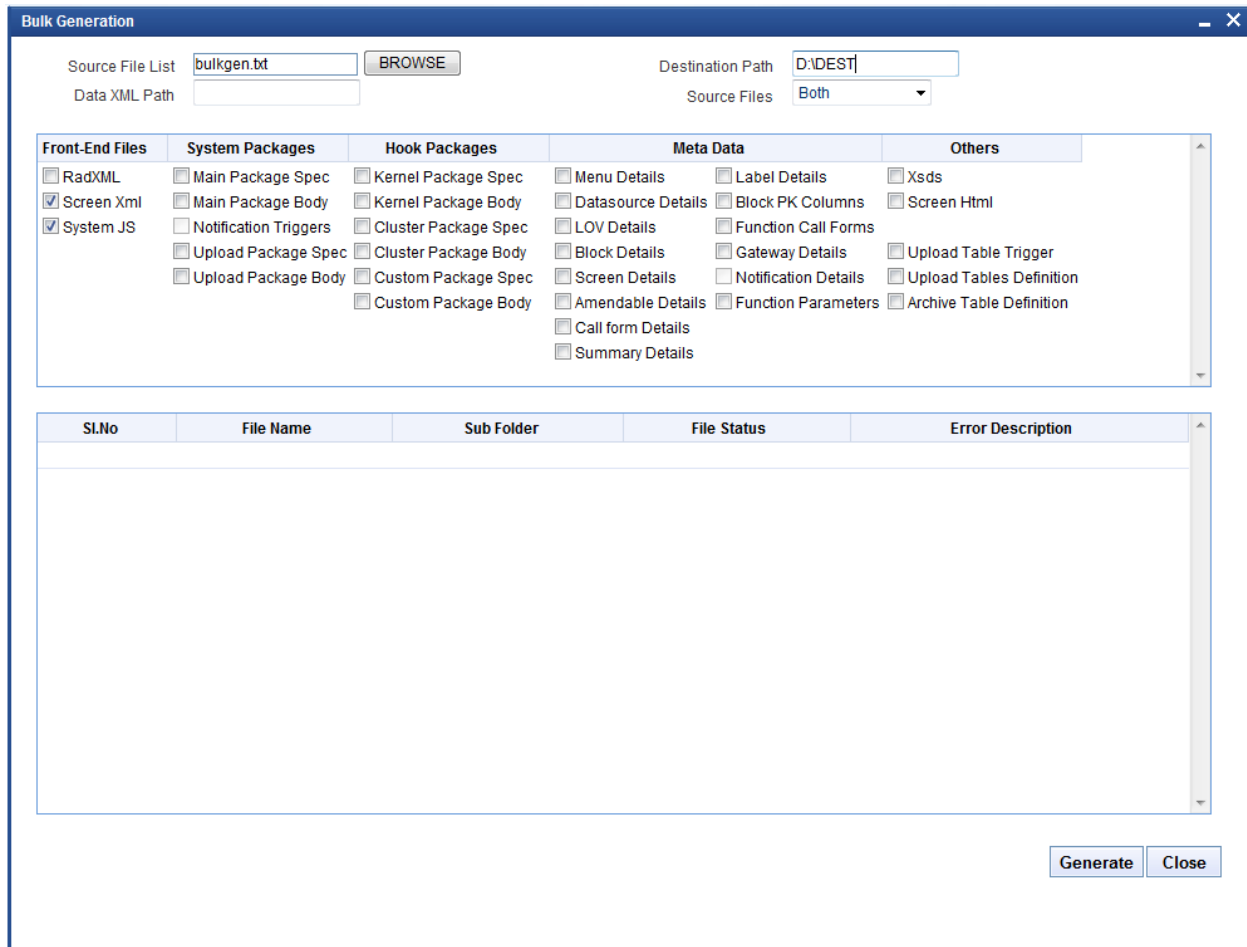 Bulk Generation
Source File List bulkgen.txt BROWSE Destination Path D:\DEST
Data XML Path Source Files Both
Front-End Files System Packages Hook Packages Meta Data Others
RadXML Main Package Spec Kernel Package Spec Menu Details Label Details Xsds
Screen Xml Main Package Body Kernel Package Body Datasource Details Block PK Columns Screen Html
System JS Notification Triggers Cluster Package Spec LOV Details Function Call Forms
Upload Package Spec Cluster Package Body Block Details Gateway Details Upload Table Trigger
Upload Package Body Custom Package Spec Screen Details Notification Details Upload Tables Definition
Custom Package Body Amendable Details Function Parameters Archive Table Definition
Call form Details
Summary Details
Sl.No File Name Sub Folder File Status Error Description
Generate Close